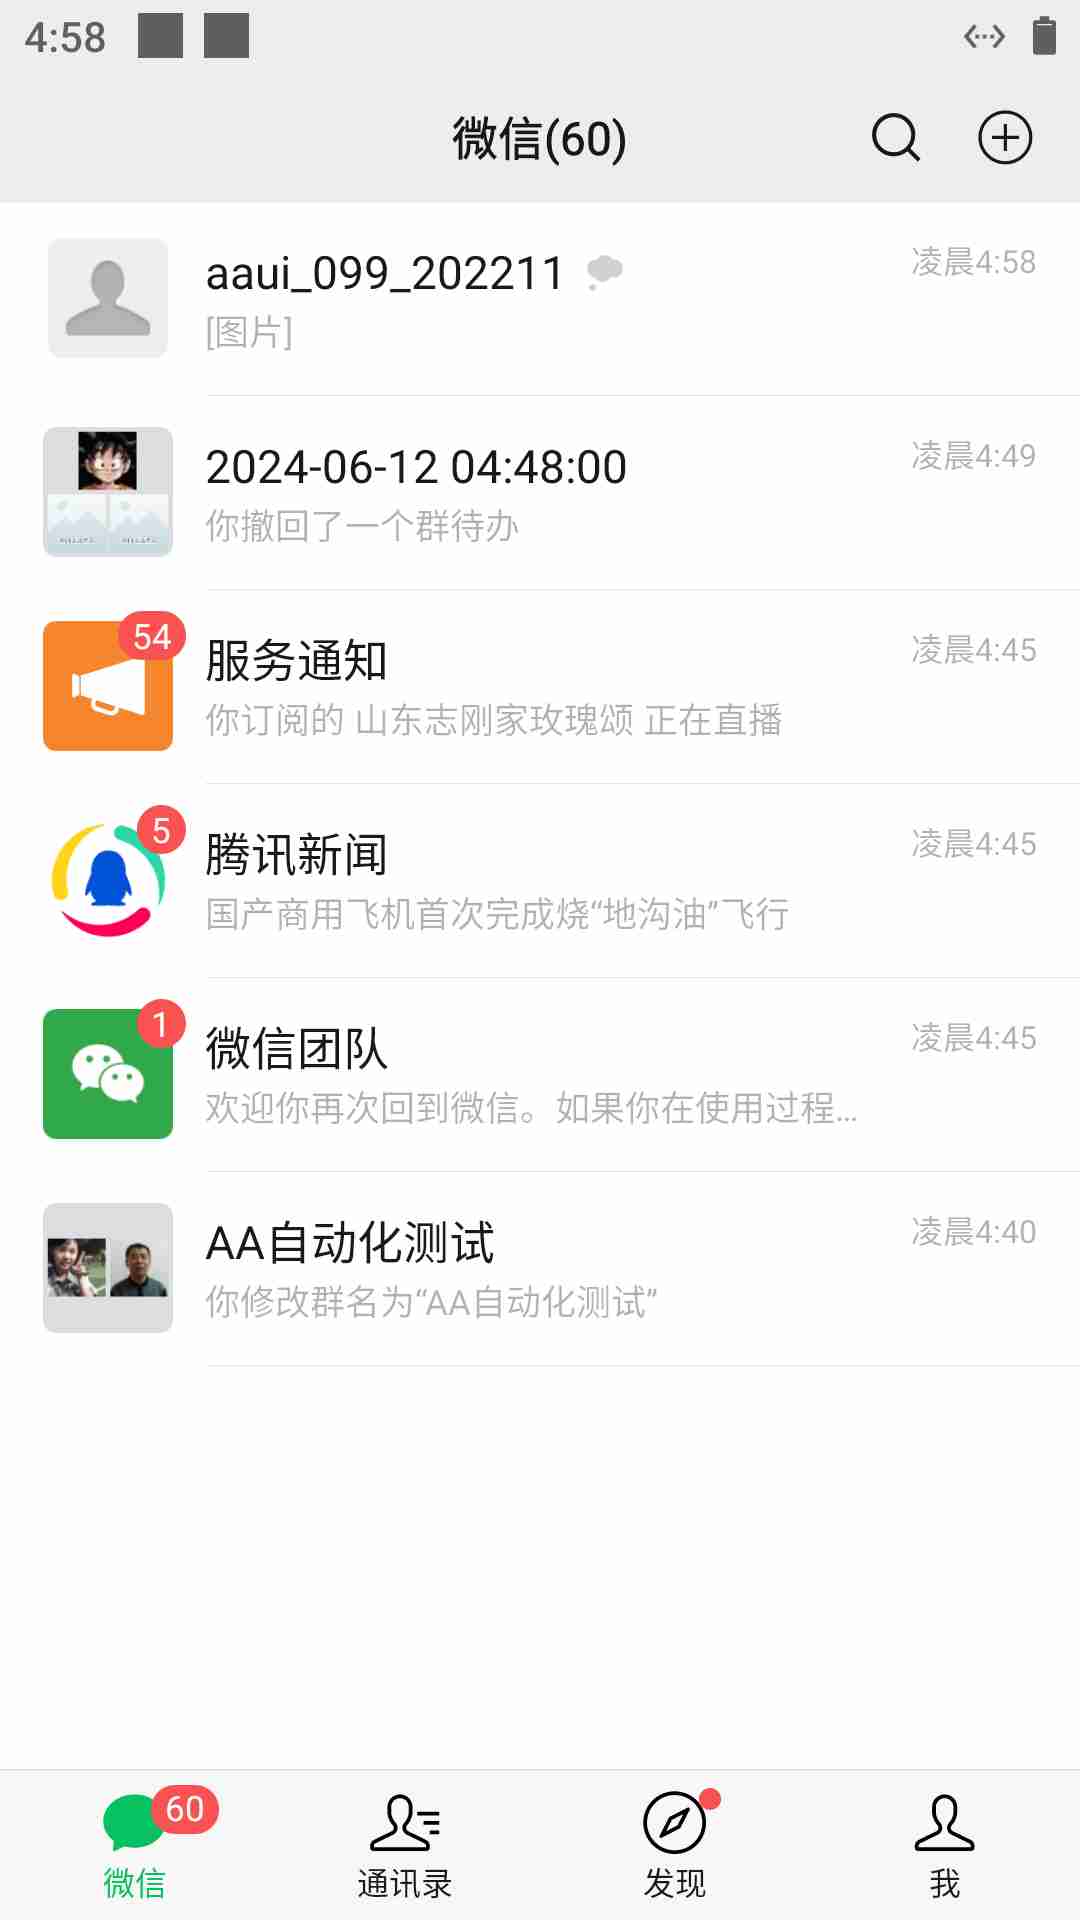 4:58
微信(60)
aaui_099_202211
凌晨4:58
[图片]
2024-06-12 04:48:00
凌晨4:49
你撤回了一个群待办
54
服务通知
凌晨4:45
你订阅的 山东志刚家玫瑰颂 正在直播
5
腾讯新闻
凌晨4:45
国产商用飞机首次完成烧“地沟油”飞行
1
微信团队
凌晨4:45
欢迎你再次回到微信。如果你在使用过程...
AA自动化测试
凌晨4:40
你修改群名为“AA自动化测试”
60
微信
通讯录
发现
我